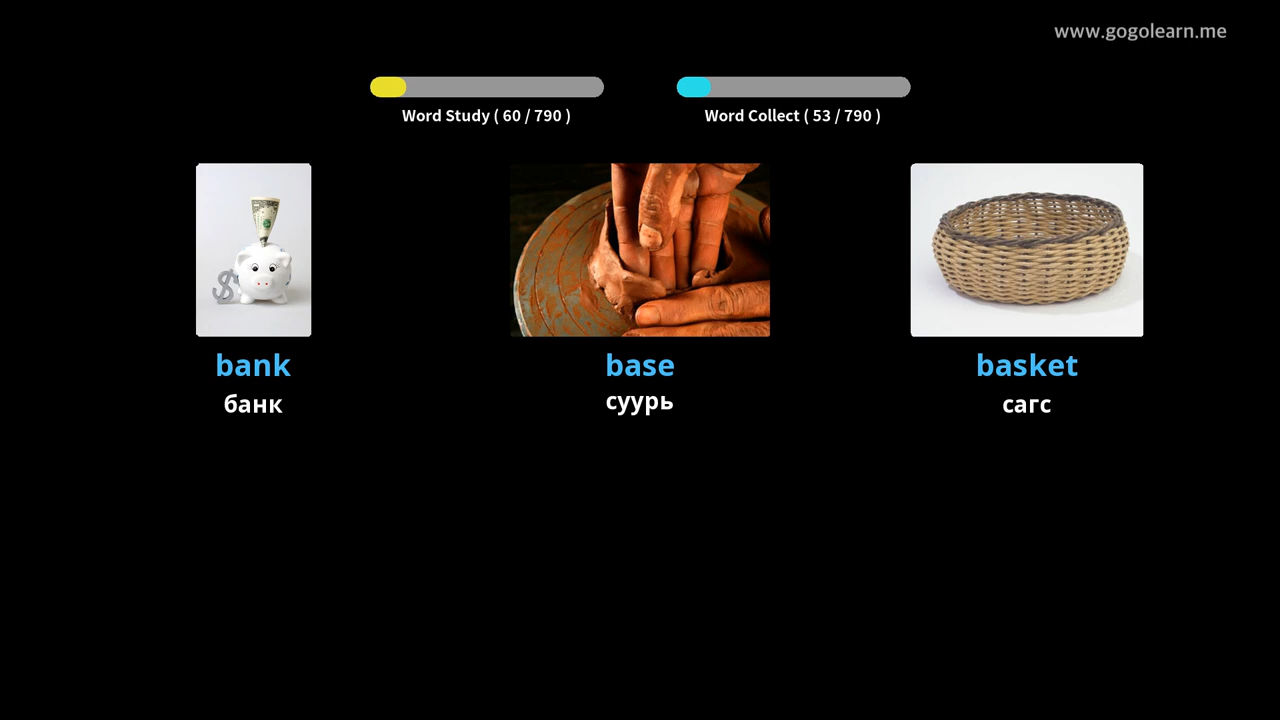 www.gogolearn.me
Word Study ( 60 / 790 )
Word Collect ( 53 / 790 )
bank
base
basket
банк
суурь
сагс